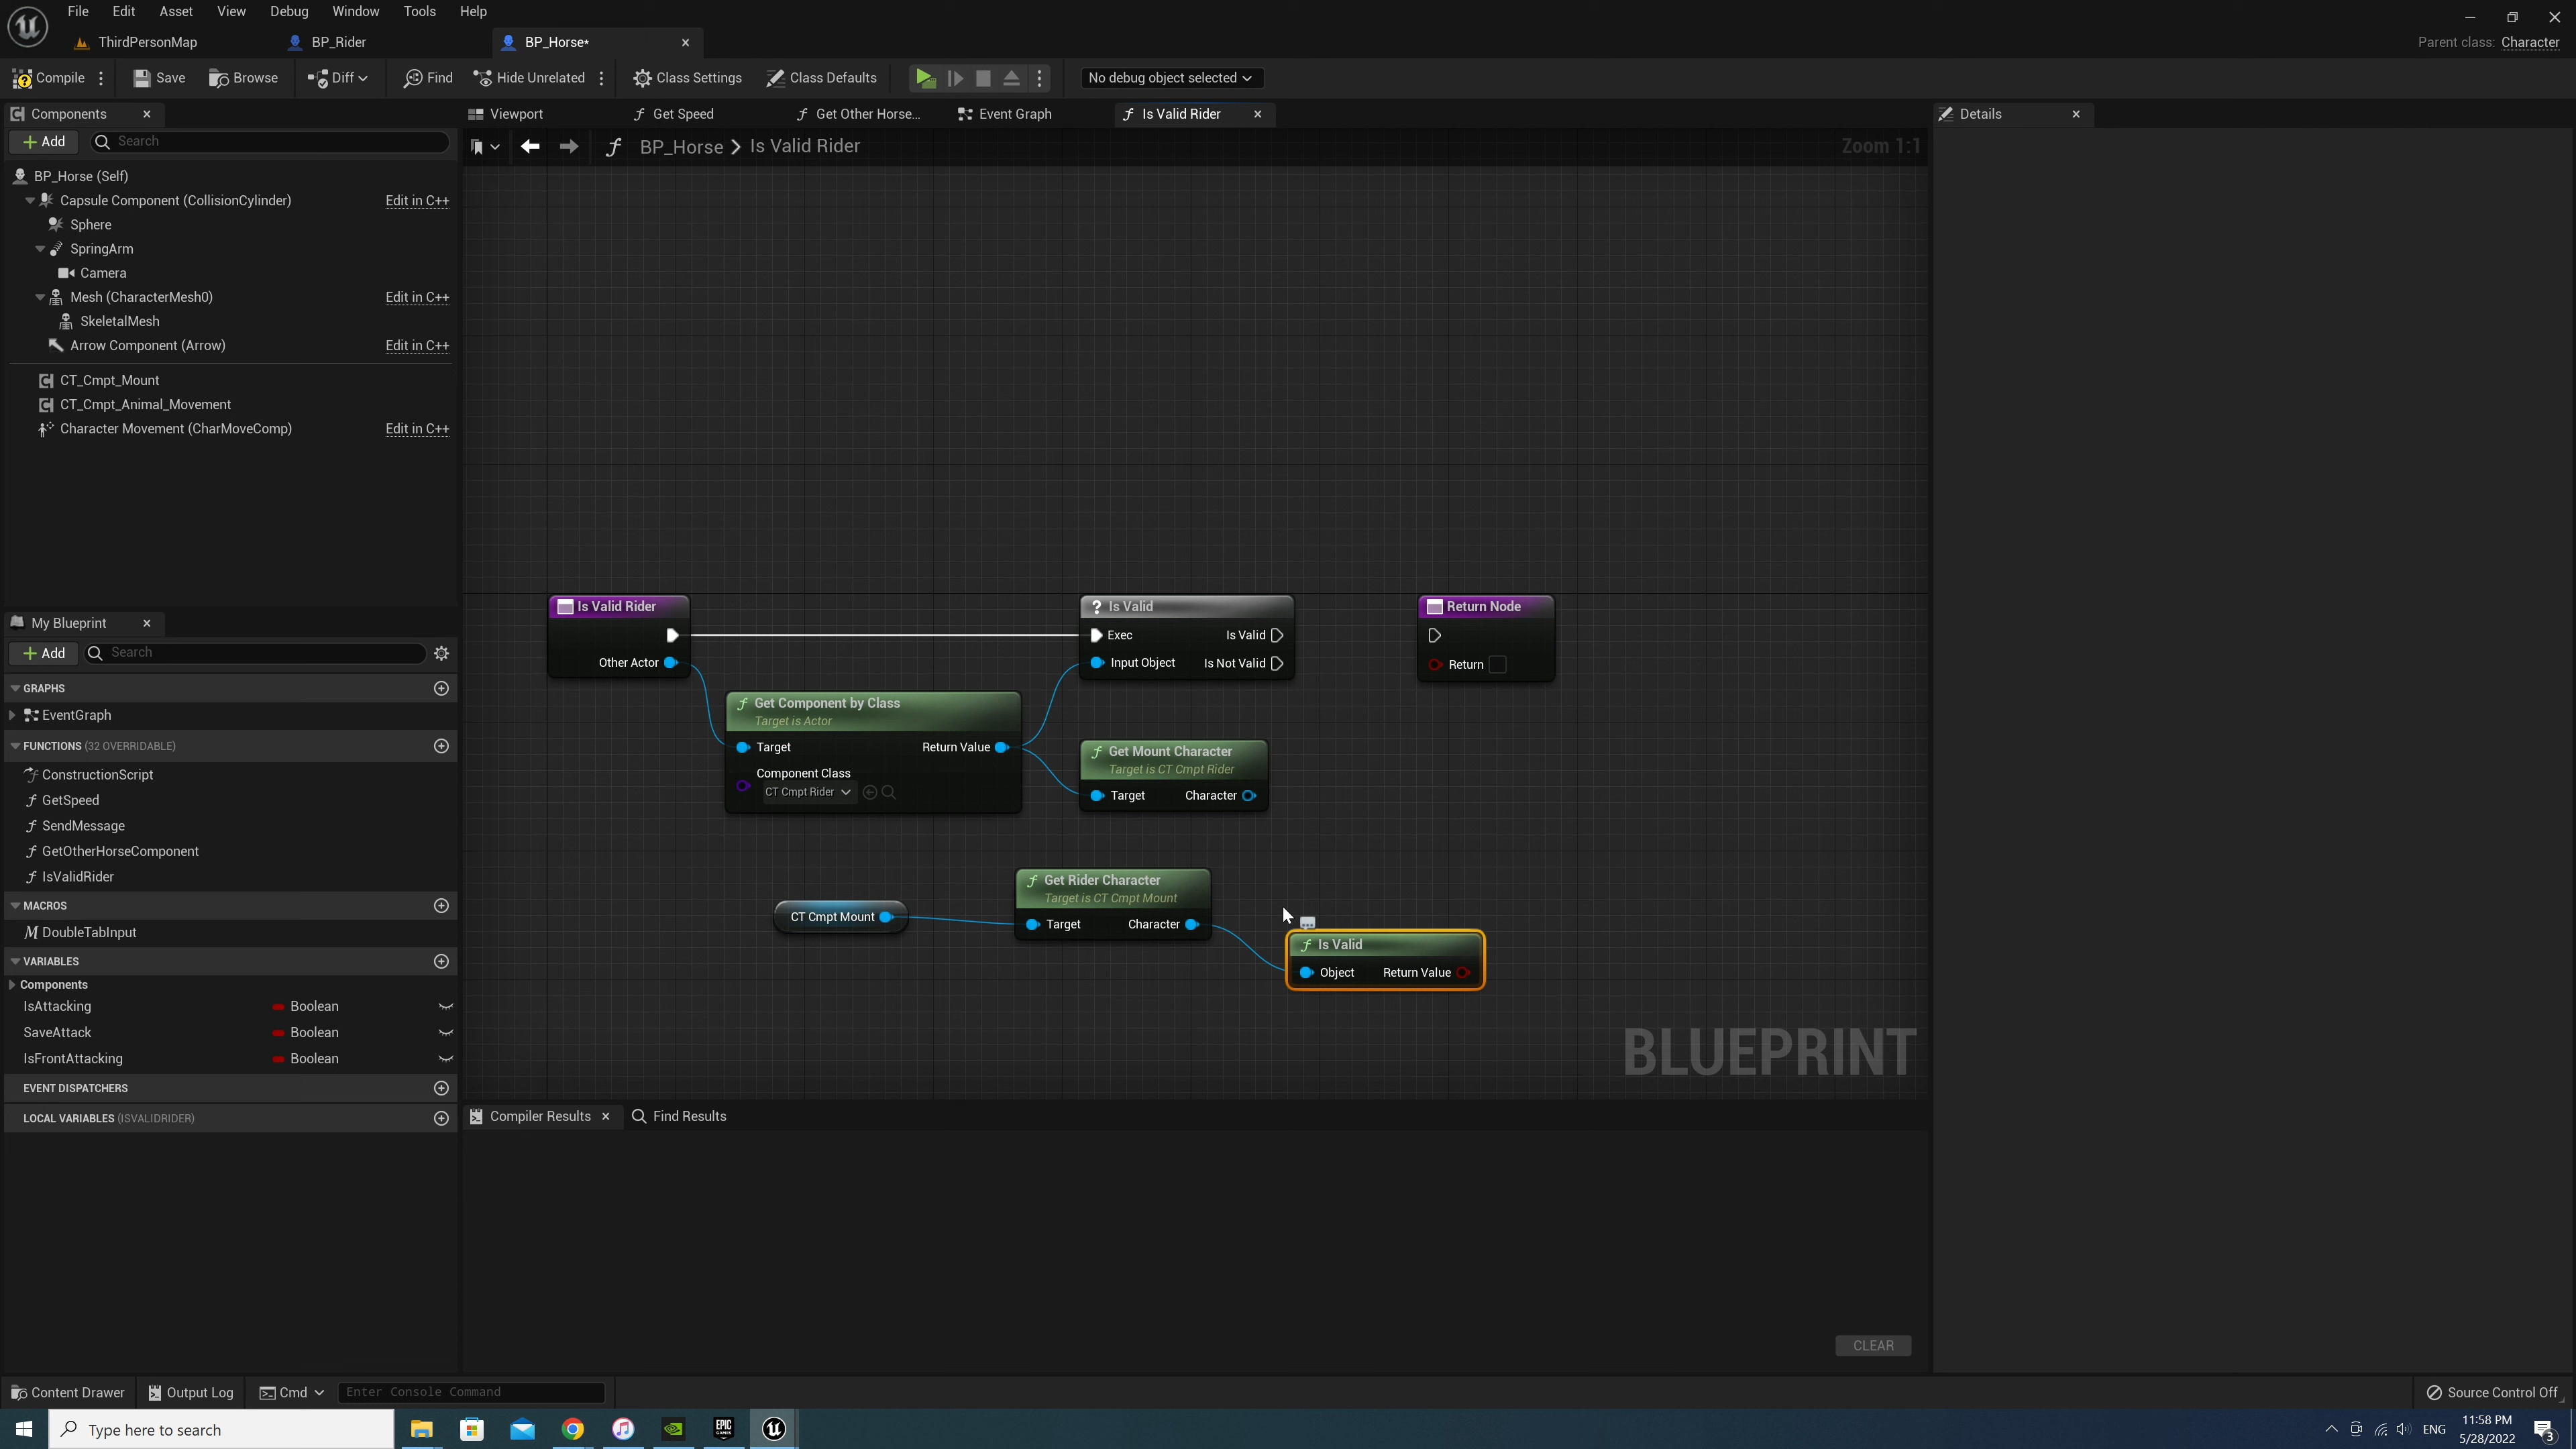 File Edit Asset View Debug Window Tools Help
ThirdPersonMap BP_Rider BP_Horse*
Parent class: Character
Compile Save Browse Diff Find Hide Unrelated Class Settings Class Defaults No debug object selected
Components
Add Search
BP_Horse (Self)
Capsule Component (CollisionCylinder) Edit in C++
Sphere
SpringArm
Camera
Mesh (CharacterMesh0) Edit in C++
SkeletalMesh
Arrow Component (Arrow) Edit in C++
CT_Cmpt_Mount
CT_Cmpt_Animal_Movement
Character Movement (CharMoveComp) Edit in C++
My Blueprint
Add Search
GRAPHS
EventGraph
FUNCTIONS (32 OVERRIDABLE)
ConstructionScript
GetSpeed
SendMessage
GetOtherHorseComponent
IsValidRider
MACROS
DoubleTabInput
VARIABLES
Components
IsAttacking Boolean
SaveAttack Boolean
IsFrontAttacking Boolean
EVENT DISPATCHERS
LOCAL VARIABLES (ISVALIDRIDER)
Viewport Get Speed Get Other Horse... Event Graph Is Valid Rider
BP_Horse > Is Valid Rider
Zoom 1:1
Is Valid Rider
Other Actor
Get Component by Class
Target is Actor
Target Return Value
Component Class
CT Cmpt Rider
? Is Valid
Exec Is Valid
Input Object Is Not Valid
Get Mount Character
Target is CT Cmpt Rider
Target Character
Return Node
Return
CT Cmpt Mount
Get Rider Character
Target is CT Cmpt Mount
Target Character
Is Valid
Object Return Value
BLUEPRINT
Compiler Results Find Results
CLEAR
Details
Content Drawer Output Log Cmd Enter Console Command
Source Control Off
Type here to search
EPIC
GAMES
ENG
11:58 PM
5/28/2022
3